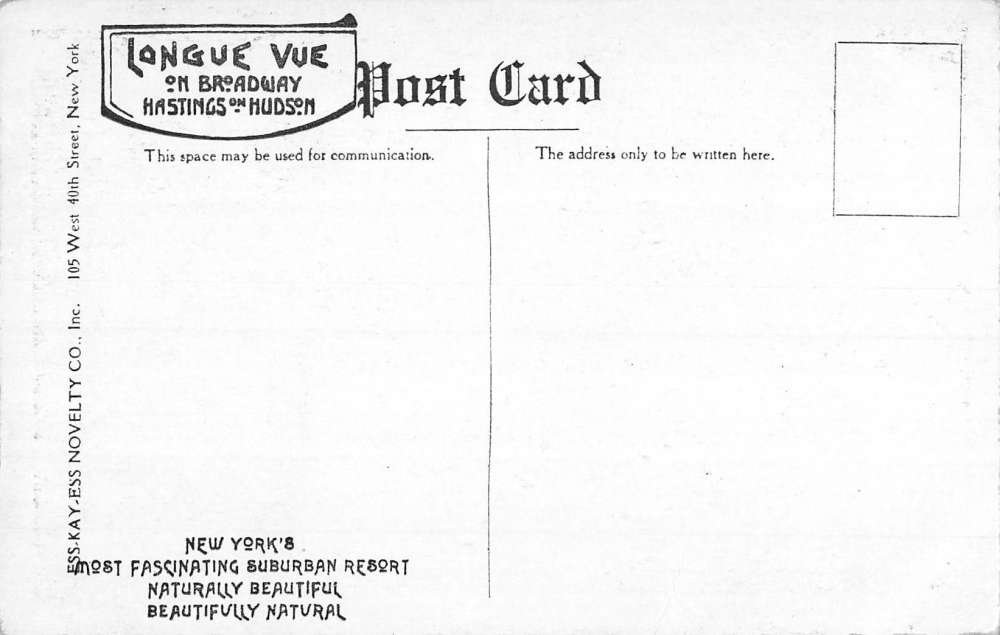 LONGUE VUE
ON BROADWAY
HASTINGS ON HUDSON
Post Card
This space may be used for communication.
The address only to be written here.
ESS-KAY-ESS NOVELTY CO., Inc. 105 West 40th Street, New York
NEW YORK'S
MOST FASCINATING SUBURBAN RESORT
NATURALLY BEAUTIFUL
BEAUTIFULLY NATURAL